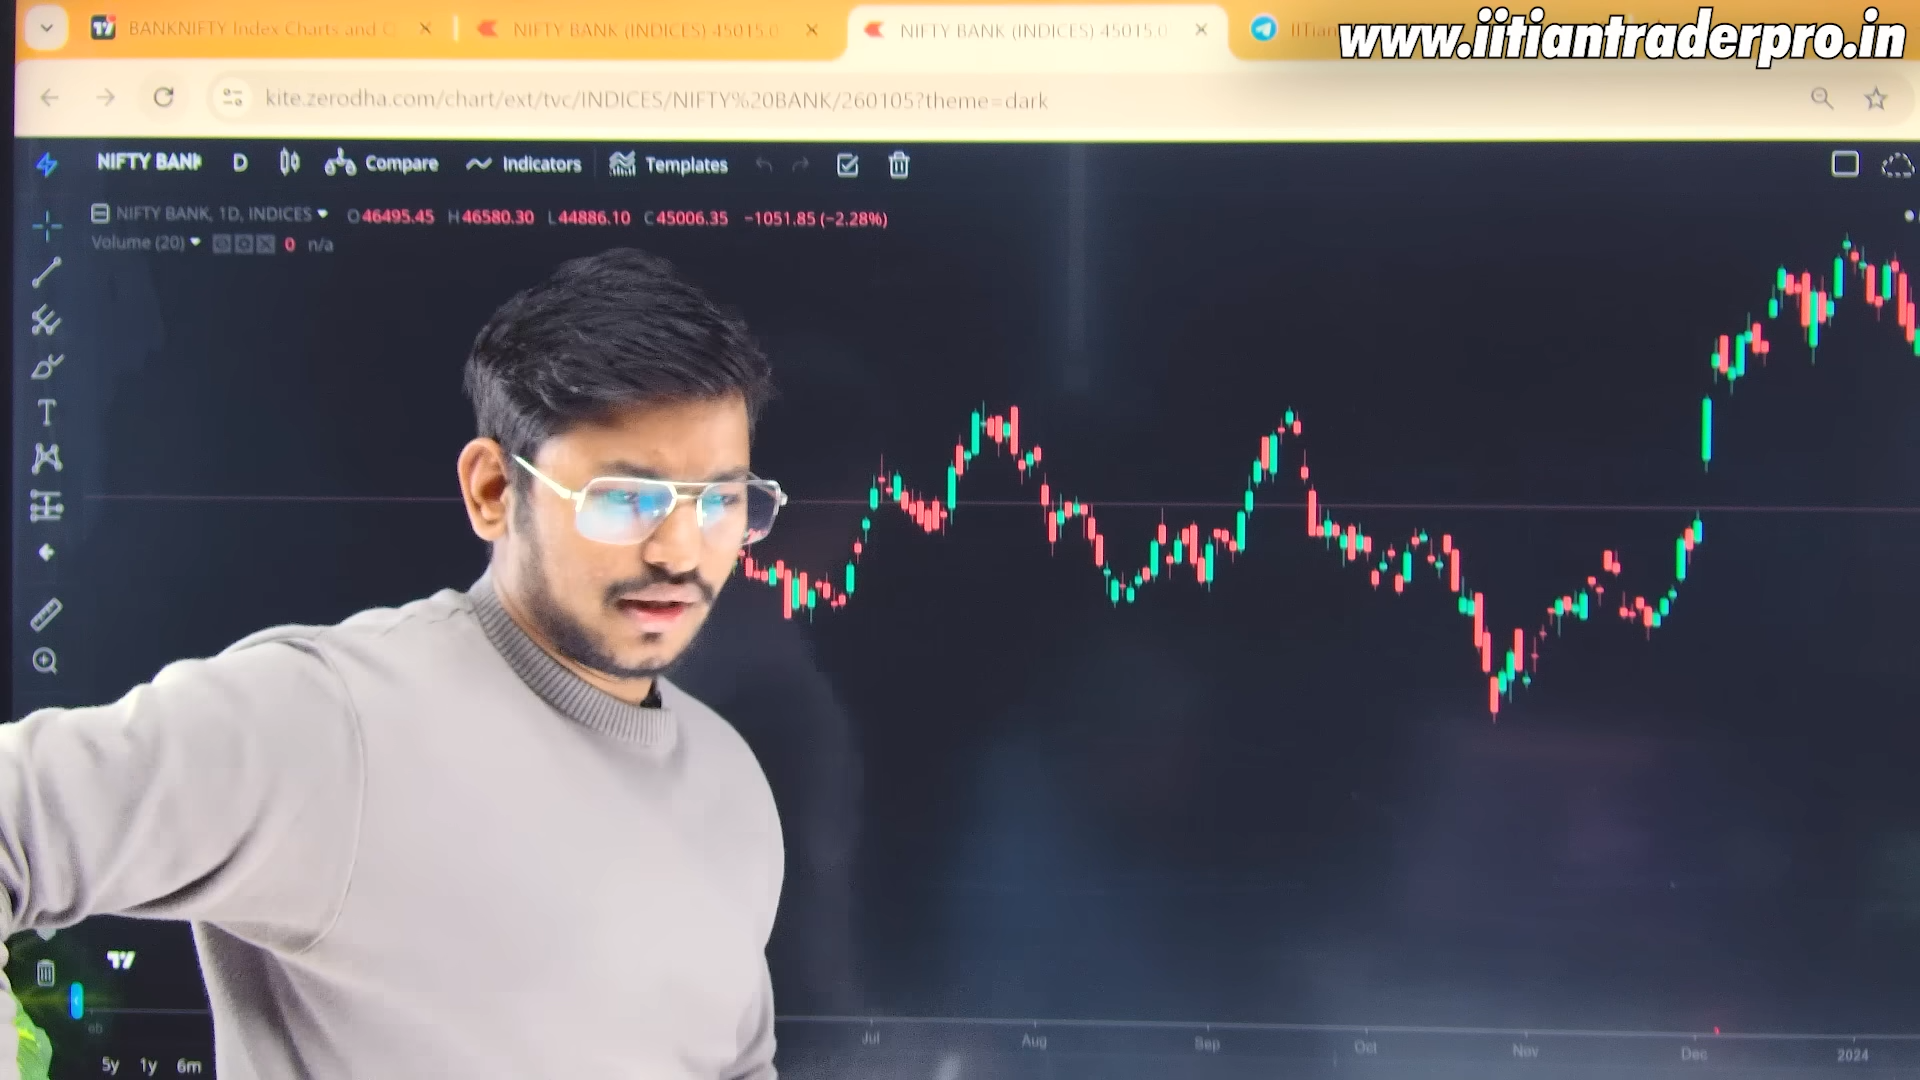 BANKNIFTY Index Charts and
NIFTY BANK (INDICES) 45015.0
NIFTY BANK (INDICES) 45015.0
www.iitiantraderpro.in
kite.zerodha.com/chart/ext/tvc/INDICES/NIFTY%20BANK/260105?theme=dark
NIFTY BANK D Compare Indicators Templates
NIFTY BANK, 1D, INDICES O46495.45 H46580.30 L44886.10 C45006.35 −1051.85 (−2.28%)
Volume (20) 0 n/a
T
eb Jul Aug Sep Oct Nov Dec 2024
5y 1y 6m